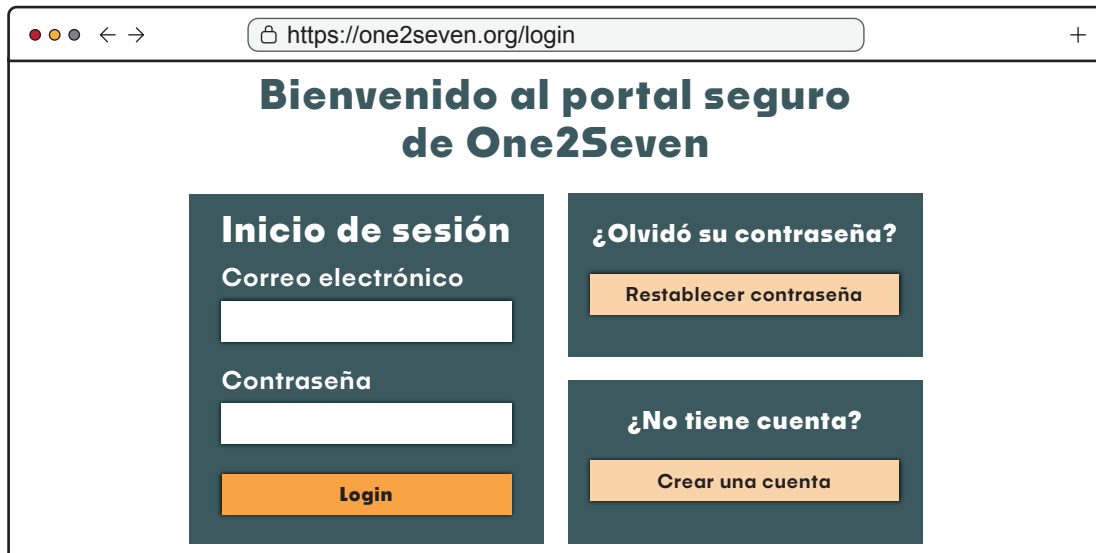 https://one2seven.org/login
Bienvenido al portal seguro
de One2Seven
Inicio de sesión
Correo electrónico
Contraseña
Login
¿Olvidó su contraseña?
Restablecer contraseña
¿No tiene cuenta?
Crear una cuenta